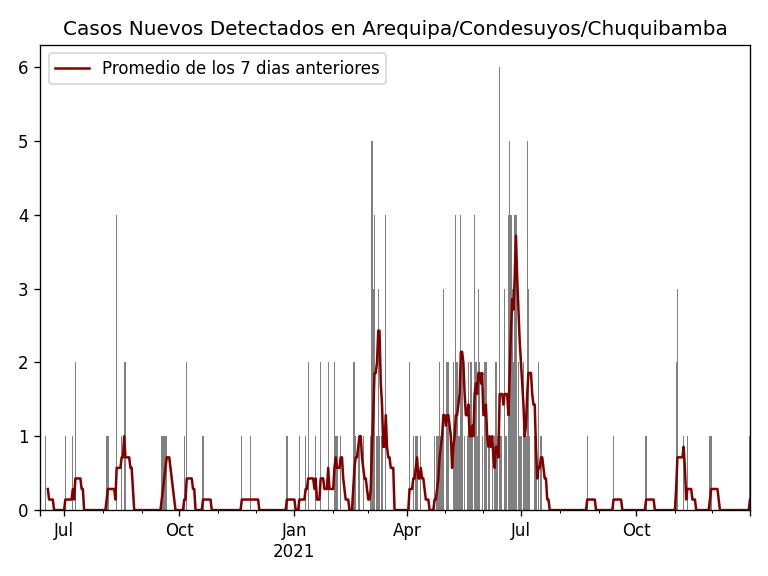 Casos Nuevos Detectados en Arequipa/Condesuyos/Chuquibamba
Promedio de los 7 dias anteriores
6
5
4
3
2
1
0
Jul
Oct
Jan
2021
Apr
Jul
Oct